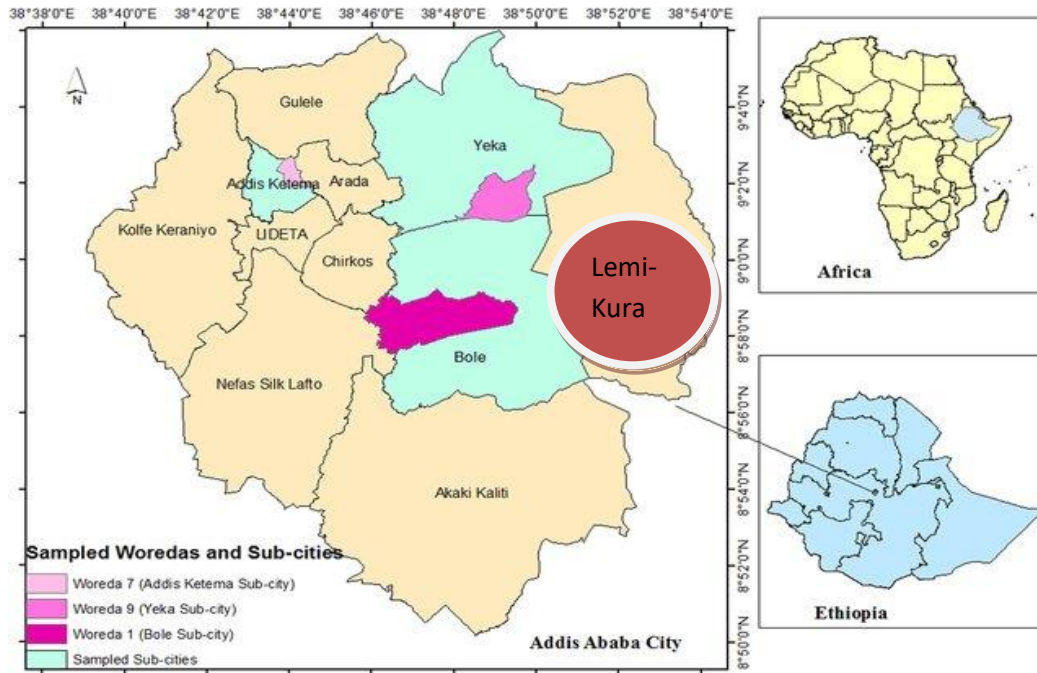 38°38'0"E 38°40'0"E 38°42'0"E 38°44'0"E 38°46'0"E 38°48'0"E 38°50'0"E 38°52'0"E 38°54'0"E
N
Gulele
Yeka
Addis Ketema
Arada
Kolfe Keraniyo
LIDETA
Chirkos
Lemi-
Kura
Bole
Nefas Silk Lafto
Akaki Kaliti
9°4'0"N
9°2'0"N
9°0'0"N
8°58'0"N
8°56'0"N
8°54'0"N
8°52'0"N
8°50'0"N
Sampled Woredas and Sub-cities
Woreda 7 (Addis Ketema Sub-city)
Woreda 9 (Yeka Sub-city)
Woreda 1 (Bole Sub-city)
Sampled Sub-cities
Addis Ababa City
Africa
Ethiopia